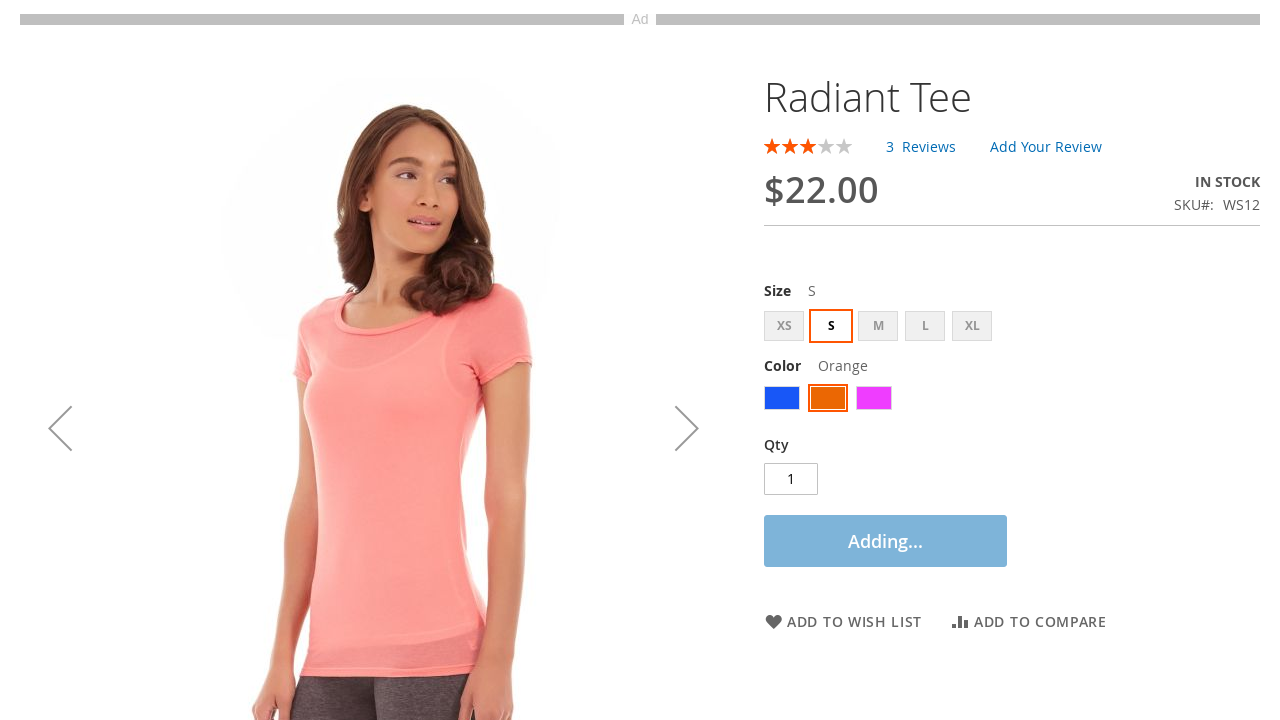 Ad
Radiant Tee
3 Reviews Add Your Review
$22.00
IN STOCK
SKU#: WS12
Size S
XS S M L XL
Color Orange
Qty
1
Adding...
ADD TO WISH LIST ADD TO COMPARE